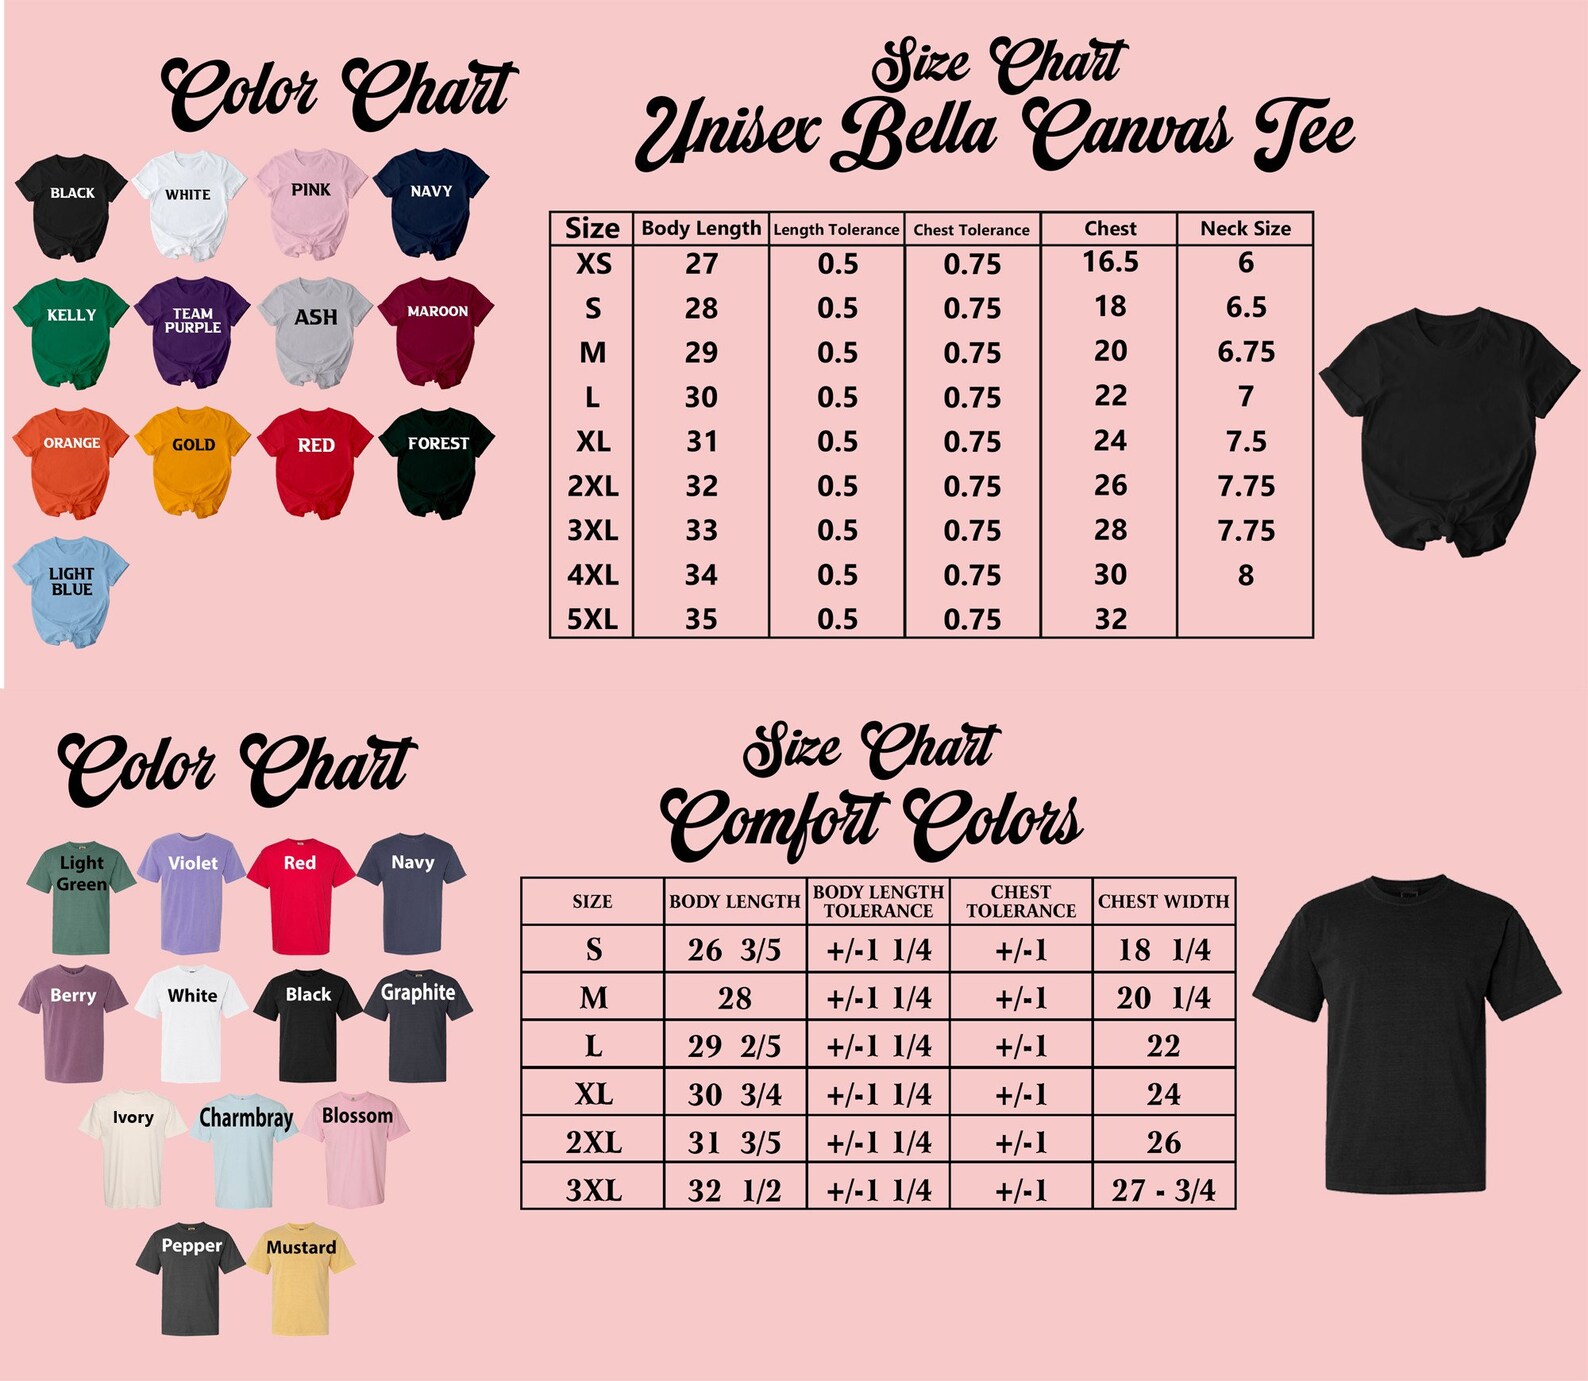 Color Chart
BLACK
WHITE
PINK
NAVY
KELLY
TEAM
PURPLE
ASH
MAROON
ORANGE
GOLD
RED
FOREST
LIGHT
BLUE
Size Chart
Unisex Bella Canvas Tee
Size Body Length Length Tolerance Chest Tolerance Chest Neck Size
XS 27 0.5 0.75 16.5 6
S 28 0.5 0.75 18 6.5
M 29 0.5 0.75 20 6.75
L 30 0.5 0.75 22 7
XL 31 0.5 0.75 24 7.5
2XL 32 0.5 0.75 26 7.75
3XL 33 0.5 0.75 28 7.75
4XL 34 0.5 0.75 30 8
5XL 35 0.5 0.75 32
Color Chart
Light
Green
Violet
Red
Navy
Berry
White
Black
Graphite
Ivory
Charmbray
Blossom
Pepper
Mustard
Size Chart
Comfort Colors
SIZE BODY LENGTH BODY LENGTH TOLERANCE CHEST TOLERANCE CHEST WIDTH
S 26 3/5 +/-1 1/4 +/-1 18 1/4
M 28 +/-1 1/4 +/-1 20 1/4
L 29 2/5 +/-1 1/4 +/-1 22
XL 30 3/4 +/-1 1/4 +/-1 24
2XL 31 3/5 +/-1 1/4 +/-1 26
3XL 32 1/2 +/-1 1/4 +/-1 27 - 3/4